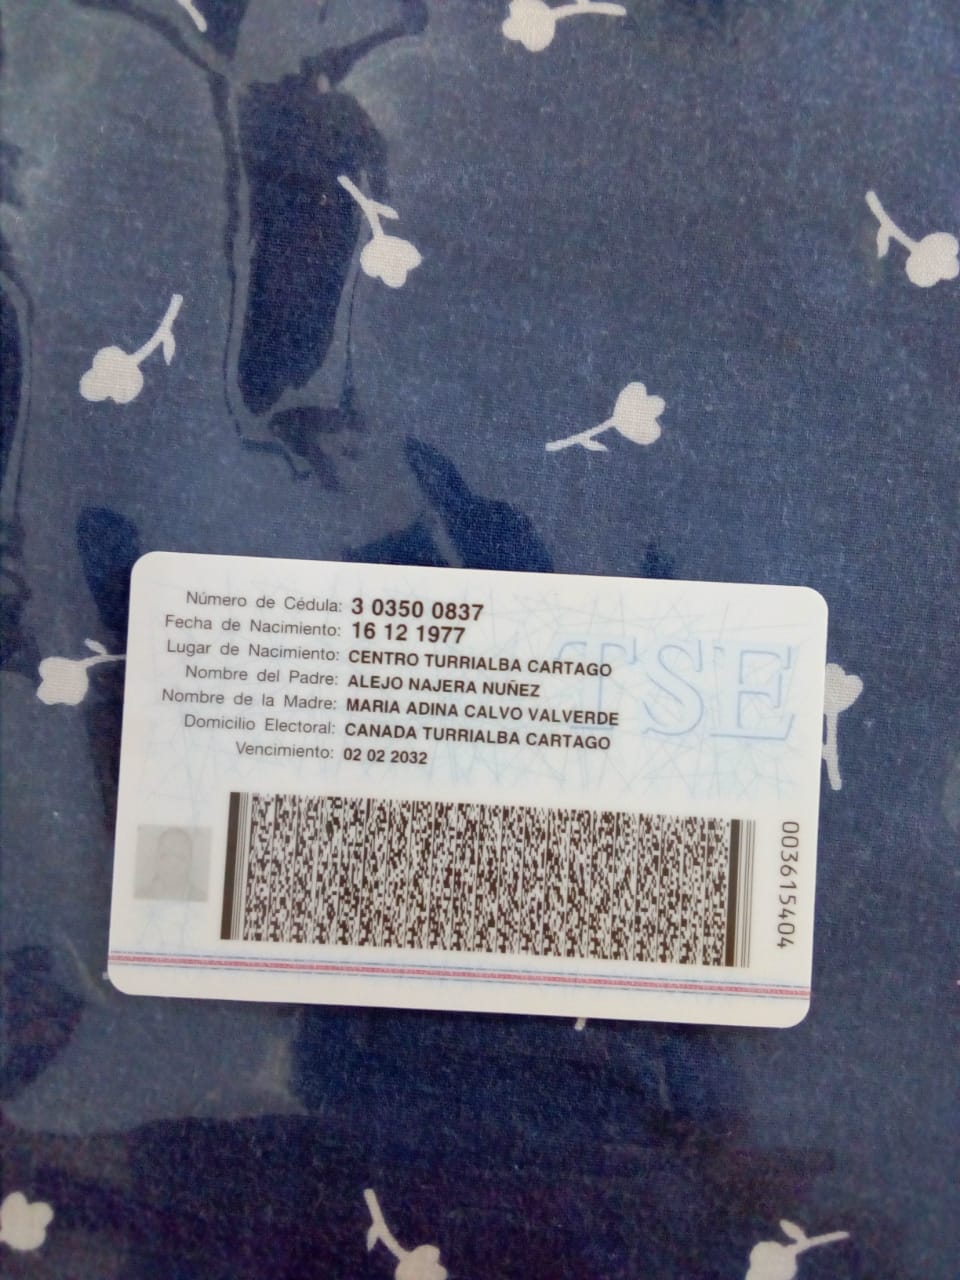 Número de Cédula: 3 0350 0837
Fecha de Nacimiento: 16 12 1977
Lugar de Nacimiento: CENTRO TURRIALBA CARTAGO
Nombre del Padre: ALEJO NAJERA NUÑEZ
Nombre de la Madre: MARIA ADINA CALVO VALVERDE
Domicilio Electoral: CANADA TURRIALBA CARTAGO
Vencimiento: 02 02 2032
TSE
003615404